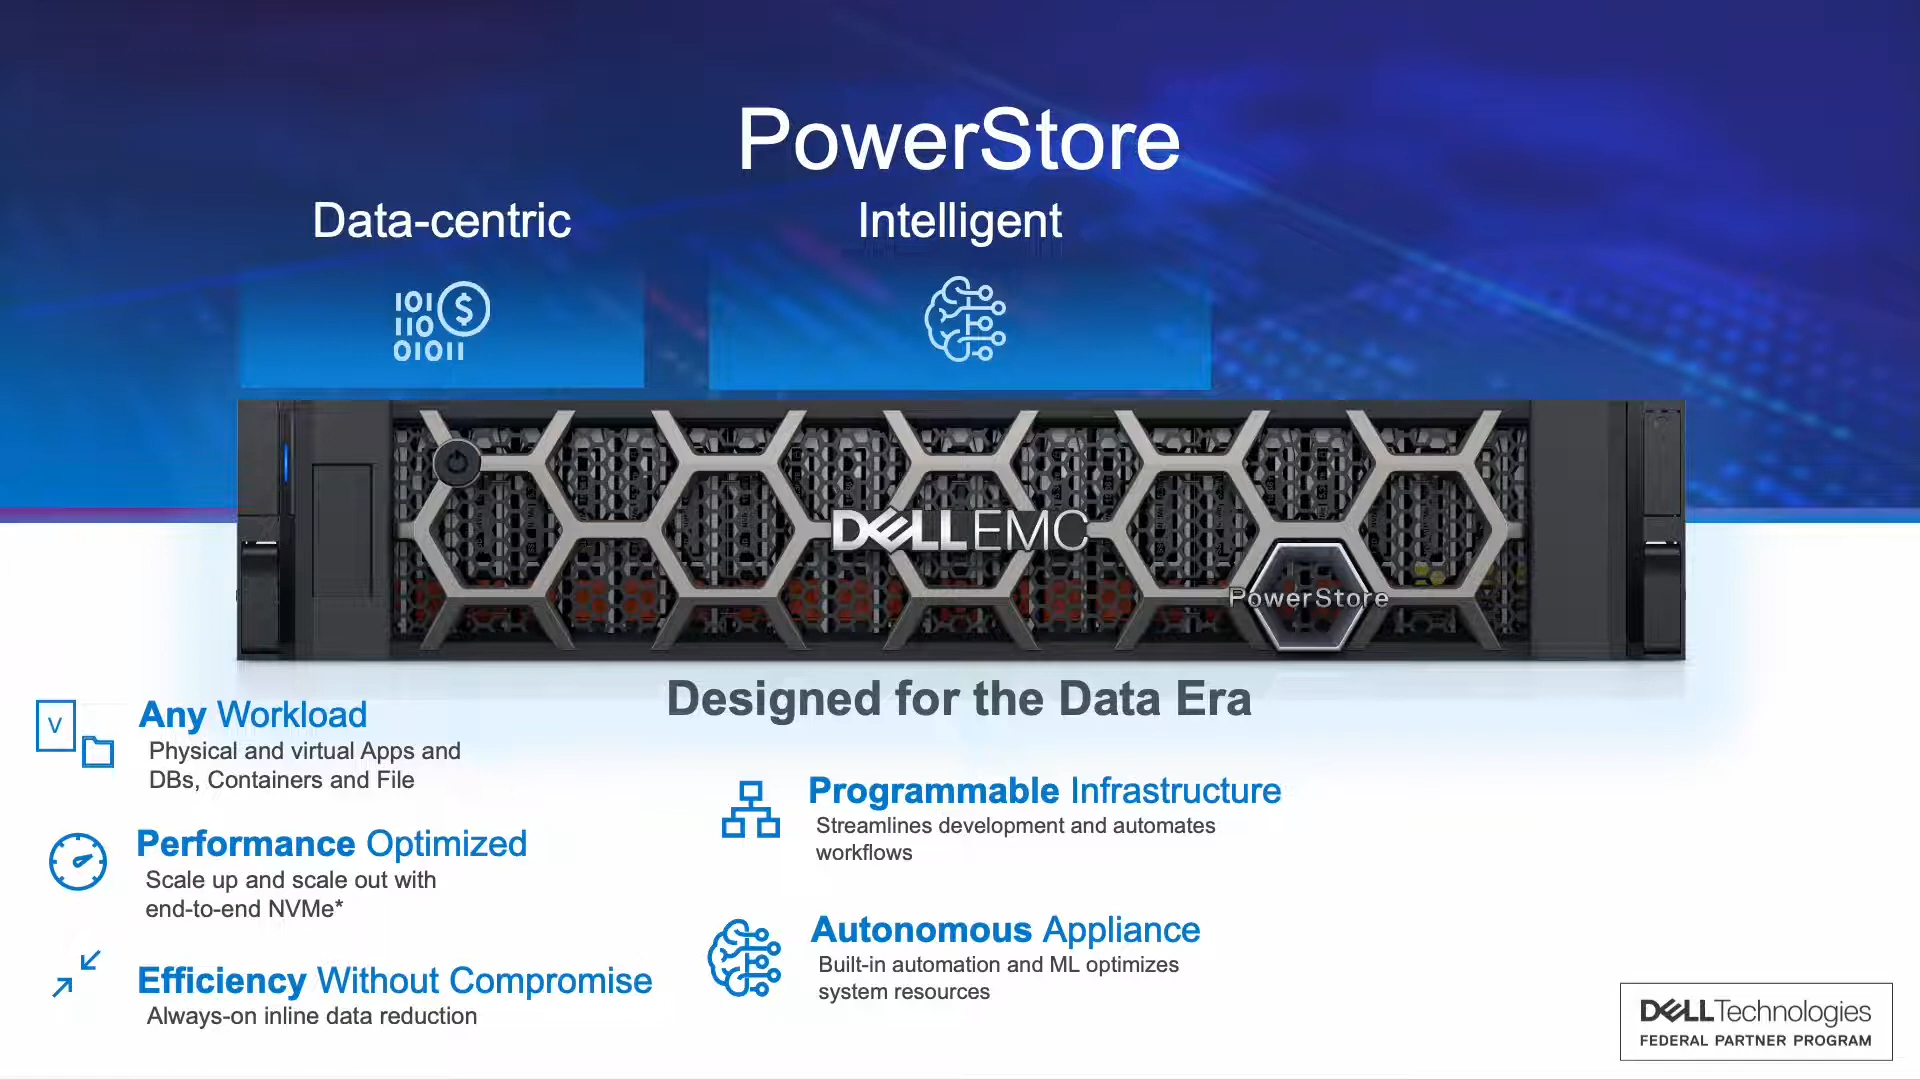 PowerStore
Data-centric
Intelligent
101
110
01011
$
DELLEMC
PowerStore
Designed for the Data Era
V
Any Workload
Physical and virtual Apps and
DBs, Containers and File
Performance Optimized
Scale up and scale out with
end-to-end NVMe*
Efficiency Without Compromise
Always-on inline data reduction
Programmable Infrastructure
Streamlines development and automates
workflows
Autonomous Appliance
Built-in automation and ML optimizes
system resources
DELLTechnologies
FEDERAL PARTNER PROGRAM